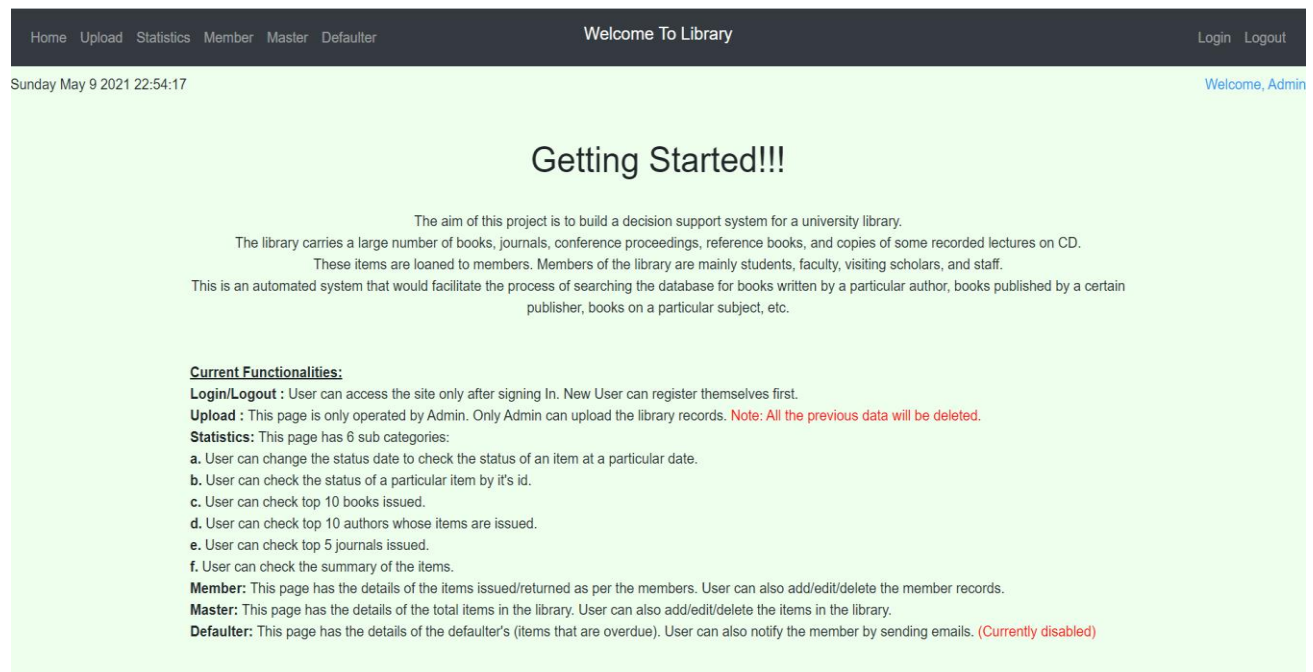 Home Upload Statistics Member Master Defaulter Welcome To Library Login Logout
Sunday May 9 2021 22:54:17 Welcome, Admin
Getting Started!!!
The aim of this project is to build a decision support system for a university library.
The library carries a large number of books, journals, conference proceedings, reference books, and copies of some recorded lectures on CD.
These items are loaned to members. Members of the library are mainly students, faculty, visiting scholars, and staff.
This is an automated system that would facilitate the process of searching the database for books written by a particular author, books published by a certain
publisher, books on a particular subject, etc.
Current Functionalities:
Login/Logout : User can access the site only after signing In. New User can register themselves first.
Upload : This page is only operated by Admin. Only Admin can upload the library records. Note: All the previous data will be deleted.
Statistics: This page has 6 sub categories:
a. User can change the status date to check the status of an item at a particular date.
b. User can check the status of a particular item by it's id.
c. User can check top 10 books issued.
d. User can check top 10 authors whose items are issued.
e. User can check top 5 journals issued.
f. User can check the summary of the items.
Member: This page has the details of the items issued/returned as per the members. User can also add/edit/delete the member records.
Master: This page has the details of the total items in the library. User can also add/edit/delete the items in the library.
Defaulter: This page has the details of the defaulter's (items that are overdue). User can also notify the member by sending emails. (Currently disabled)